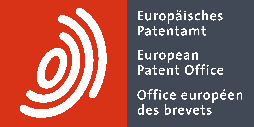 Europäisches
Patentamt
European
Patent Office
Office européen
des brevets